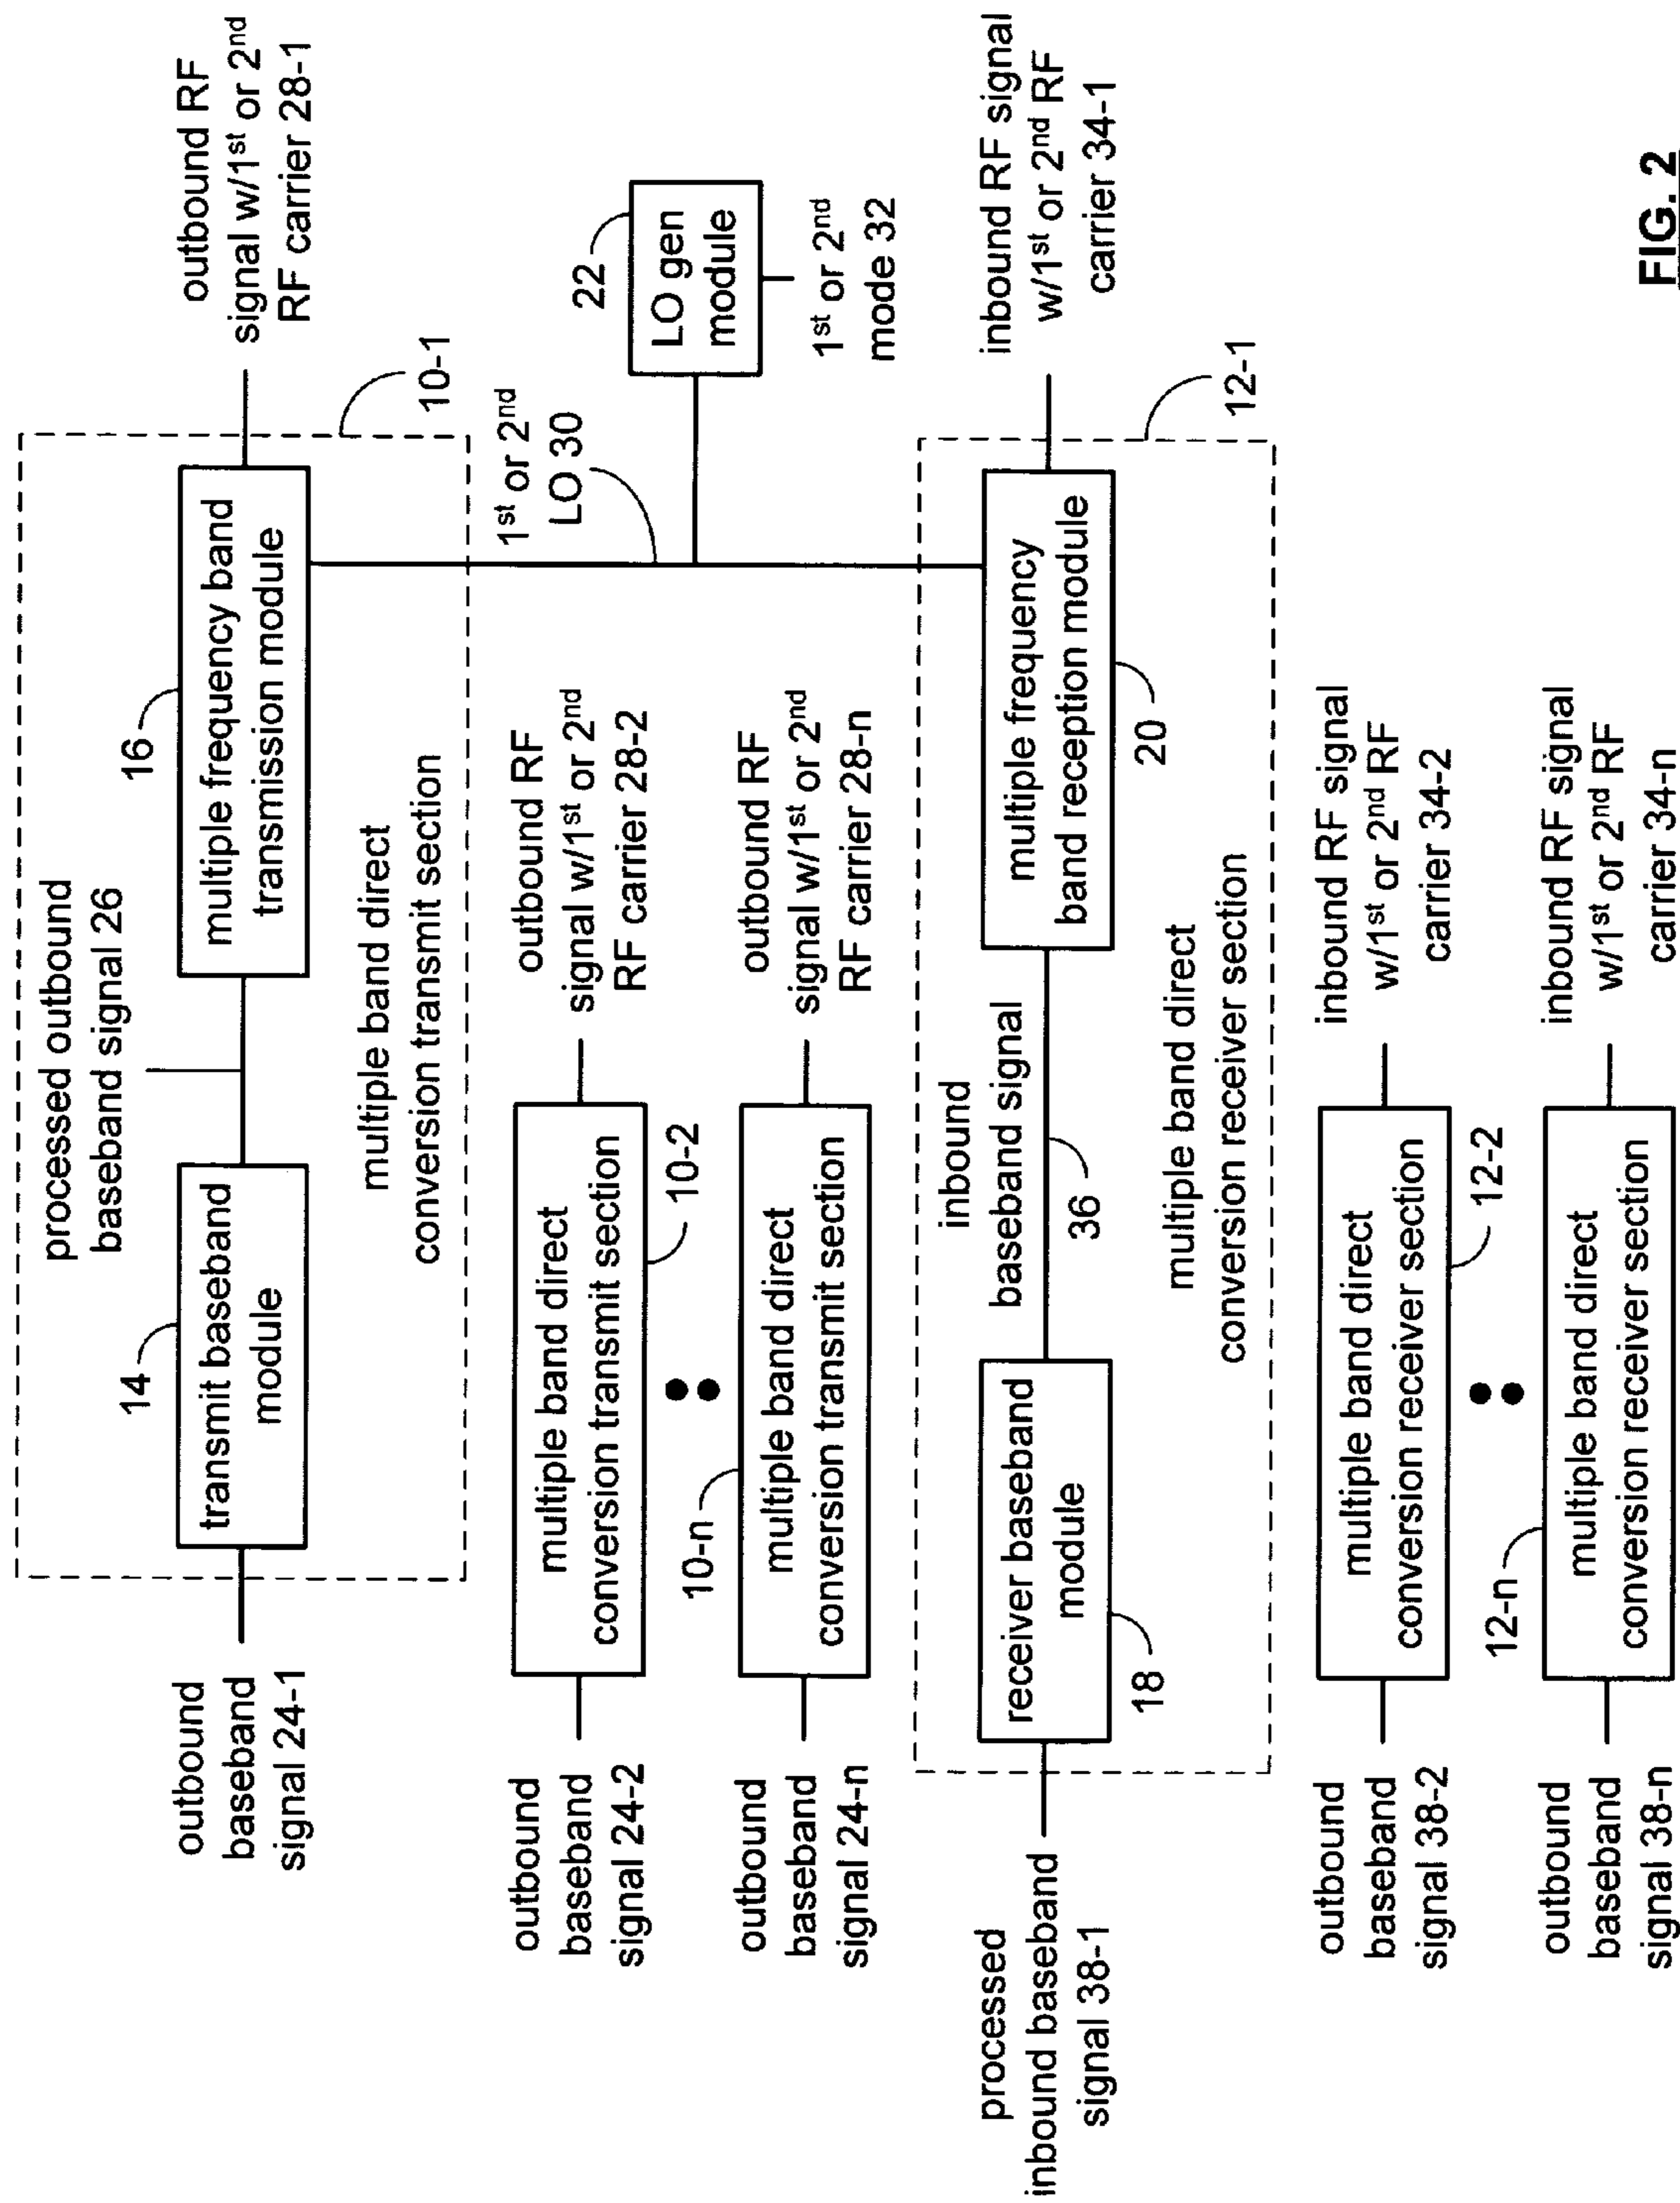 outbound
baseband
signal 24-1
14
transmit baseband
module
processed outbound
baseband signal 26
16
multiple frequency band
transmission module
multiple band direct
conversion transmit section
outbound RF
signal w/1st or 2nd
RF carrier 28-1
10-1
outbound
baseband
signal 24-2
multiple band direct
conversion transmit section
10-2
outbound RF
signal w/1st or 2nd
RF carrier 28-2
outbound
baseband
signal 24-n
10-n
multiple band direct
conversion transmit section
outbound RF
signal w/1st or 2nd
RF carrier 28-n
1st or 2nd
LO 30
22
LO gen
module
1st or 2nd
mode 32
processed
inbound baseband
signal 38-1
receiver baseband
module
18
inbound
baseband signal
36
multiple frequency
band reception module
20
multiple band direct
conversion receiver section
inbound RF signal
w/1st or 2nd RF
carrier 34-1
12-1
outbound
baseband
signal 38-2
multiple band direct
conversion receiver section
12-2
inbound RF signal
w/1st or 2nd RF
carrier 34-2
outbound
baseband
signal 38-n
12-n
multiple band direct
conversion receiver section
inbound RF signal
w/1st or 2nd RF
carrier 34-n
FIG. 2